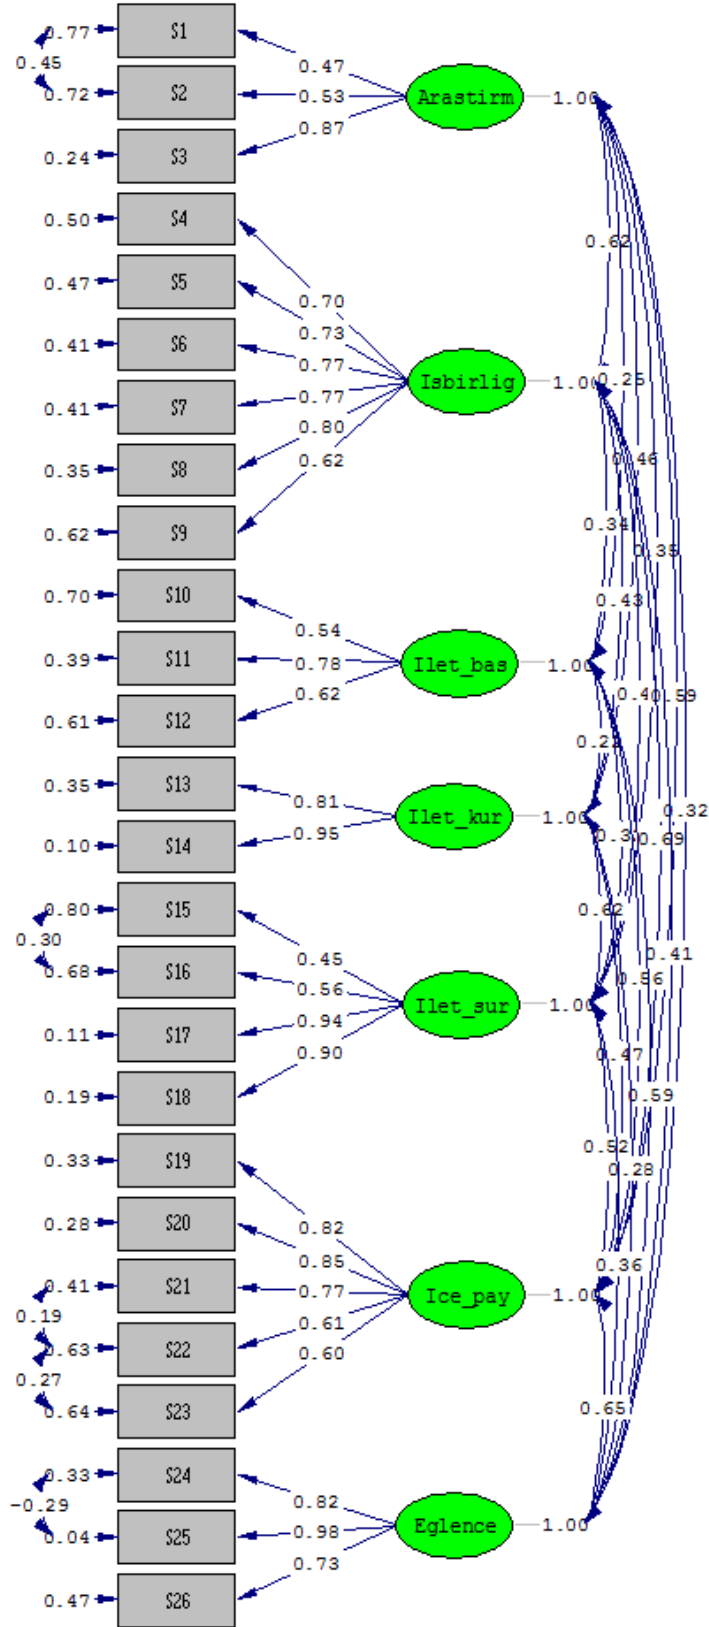 0.77 S1
0.45
0.47
0.72 S2 0.53 Arastirm 1.00
0.87
0.24 S3
0.50 S4
0.62
0.47 S5
0.70
0.73
0.41 S6
0.77
Isbirlig 1.00 0.25
0.77
0.41 S7
0.80
0.35 S8 0.46
0.62
0.62 S9 0.34
0.35
0.70 S10 0.43
0.54
0.39 S11 0.78 Ilet_bas 1.00
0.62
0.59
0.61 S12
0.35 S13
0.81
0.32
Ilet_kur 1.00
0.95
0.10 S14 0.69
0.80 S15 0.62
0.30
0.45
0.41
0.68 S16 0.56
0.56
Ilet_sur 1.00
0.94
0.11 S17
0.90 0.47
0.19 S18 0.59
0.52
0.33 S19 0.28
0.28 S20 0.82
0.85 0.36
0.41 S21 0.77 Ice_pay 1.00
0.19
0.61
0.63 S22
0.60
0.27
0.64 S23 0.65
0.33 S24
-0.29
0.82
0.04 S25 0.98 Eglence 1.00
0.73
0.47 S26